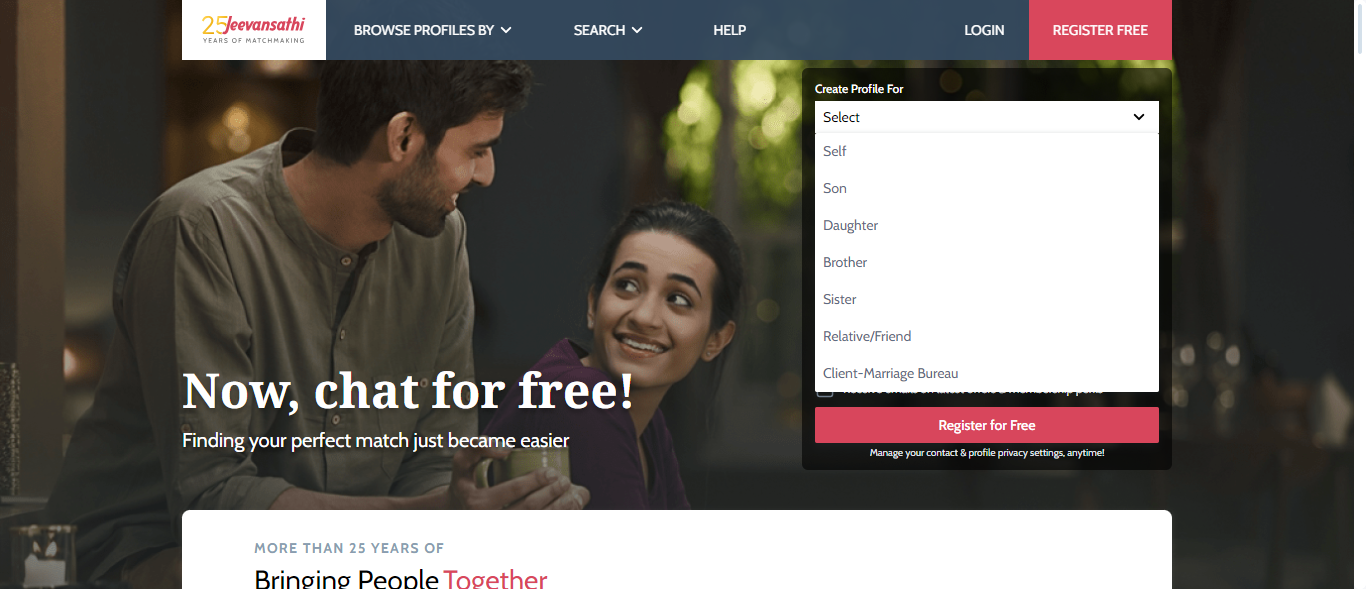 25 Jeevansathi
YEARS OF MATCHMAKING
BROWSE PROFILES BY
SEARCH
HELP
LOGIN
REGISTER FREE
Create Profile For
Select
Self
Son
Daughter
Brother
Sister
Relative/Friend
Client-Marriage Bureau
Register for Free
Manage your contact & profile privacy settings, anytime!
Now, chat for free!
Finding your perfect match just became easier
MORE THAN 25 YEARS OF
Bringing People Together